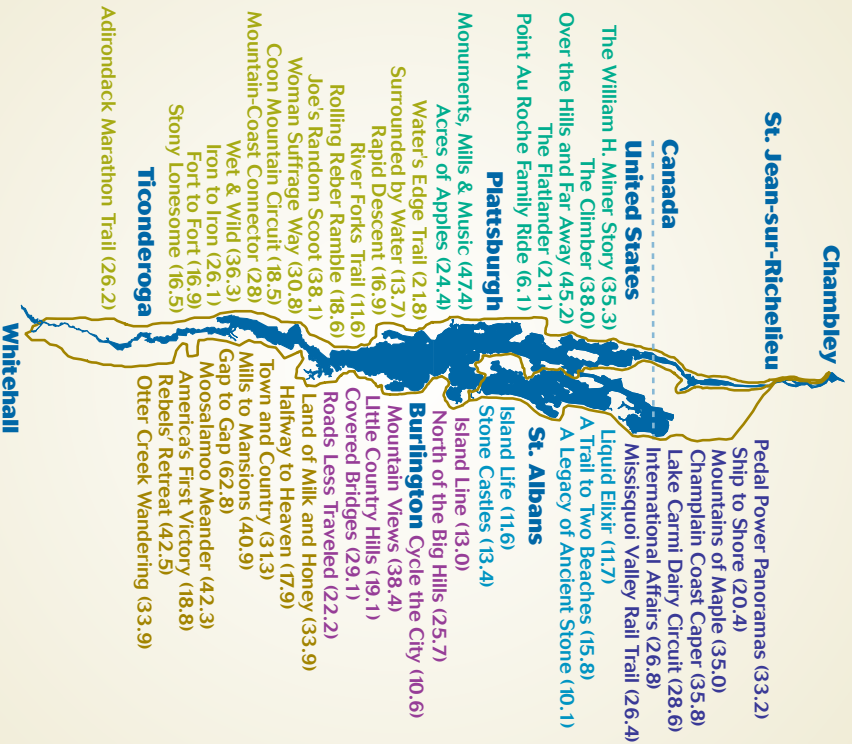 Chambley
St. Jean-sur-Richelieu
Canada
United States
The William H. Miner Story (35.3)
The Climber (38.0)
Over the Hills and Far Away (45.2)
The Flatlander (21.1)
Point Au Roche Family Ride (6.1)
Plattsburgh
Monuments, Mills & Music (47.4)
Acres of Apples (24.4)
Water's Edge Trail (21.8)
Surrounded by Water (13.7)
Rapid Descent (16.9)
River Forks Trail (11.6)
Rolling Reber Ramble (18.6)
Joe's Random Scoot (38.1)
Woman Suffrage Way (30.8)
Coon Mountain Circuit (18.5)
Mountain-Coast Connector (28)
Wet & Wild (36.3)
Iron to Iron (26.1)
Fort to Fort (16.9)
Stony Lonesome (16.5)
Ticonderoga
Adirondack Marathon Trail (26.2)
Pedal Power Panoramas (33.2)
Ship to Shore (20.4)
Mountains of Maple (35.0)
Champlain Coast Caper (35.8)
Lake Carmi Dairy Circuit (28.6)
International Affairs (26.8)
Missisquoi Valley Rail Trail (26.4)
Liquid Elixir (11.7)
A Trail to Two Beaches (15.8)
A Legacy of Ancient Stone (10.1)
St. Albans
Island Life (11.6)
Stone Castles (13.4)
Island Line (13.0)
North of the Big Hills (25.7)
Burlington Cycle the City (10.6)
Mountain Views (38.4)
LIttle Country Hills (19.1)
Covered Bridges (29.1)
Roads Less Traveled (22.2)
Land of Milk and Honey (33.9)
Halfway to Heaven (17.9)
Town and Country (31.3)
Mills to Mansions (40.9)
Gap to Gap (62.8)
Moosalamoo Meander (42.3)
America's First Victory (18.8)
Rebels' Retreat (42.5)
Otter Creek Wandering (33.9)
Whitehall